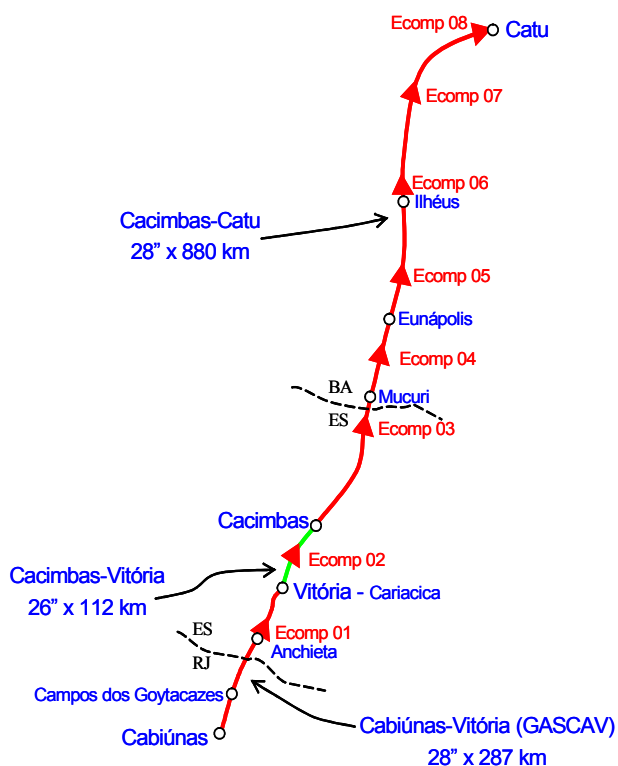 Ecomp 08
Catu
Ecomp 07
Ecomp 06
Ilhéus
Cacimbas-Catu
28” x 880 km
Ecomp 05
Eunápolis
Ecomp 04
BA
Mucuri
ES
Ecomp 03
Cacimbas
Ecomp 02
Cacimbas-Vitória
26” x 112 km
Vitória - Cariacica
ES
Ecomp 01
RJ
Anchieta
Campos dos Goytacazes
Cabiúnas
Cabiúnas-Vitória (GASCAV)
28” x 287 km